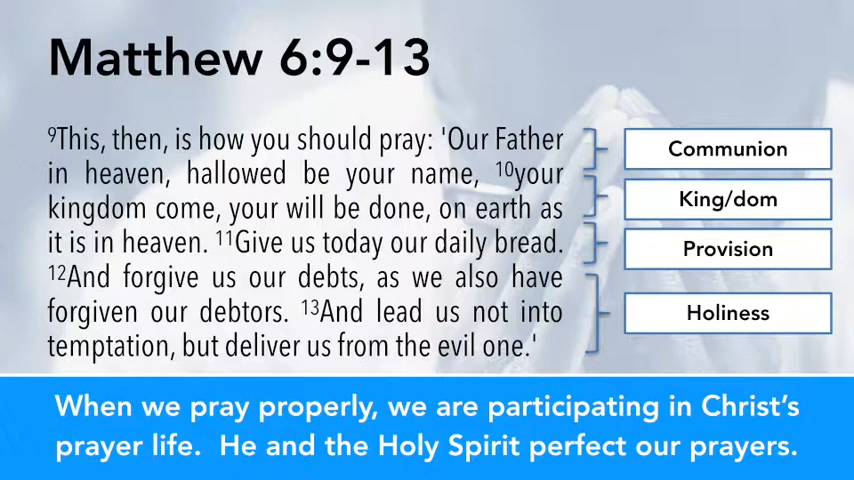 Matthew 6:9-13
⁹This, then, is how you should pray: 'Our Father
in heaven, hallowed be your name, ¹⁰your
kingdom come, your will be done, on earth as
it is in heaven. ¹¹Give us today our daily bread.
¹²And forgive us our debts, as we also have
forgiven our debtors. ¹³And lead us not into
temptation, but deliver us from the evil one.'
Communion
King/dom
Provision
Holiness
When we pray properly, we are participating in Christ's
prayer life. He and the Holy Spirit perfect our prayers.